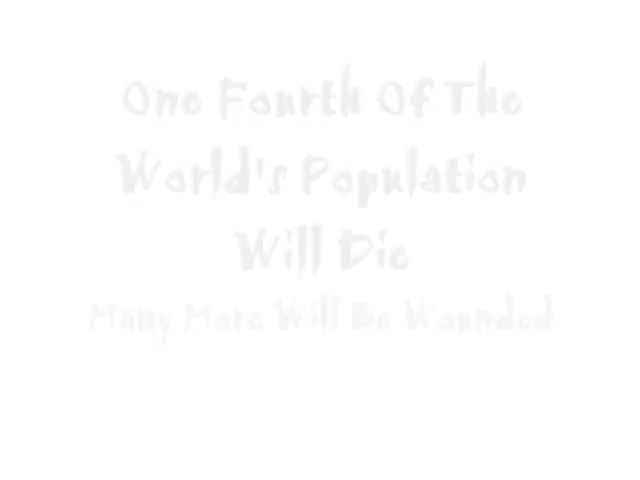 One Fourth Of The
World's Population
Will Die
Many More Will Be Wounded